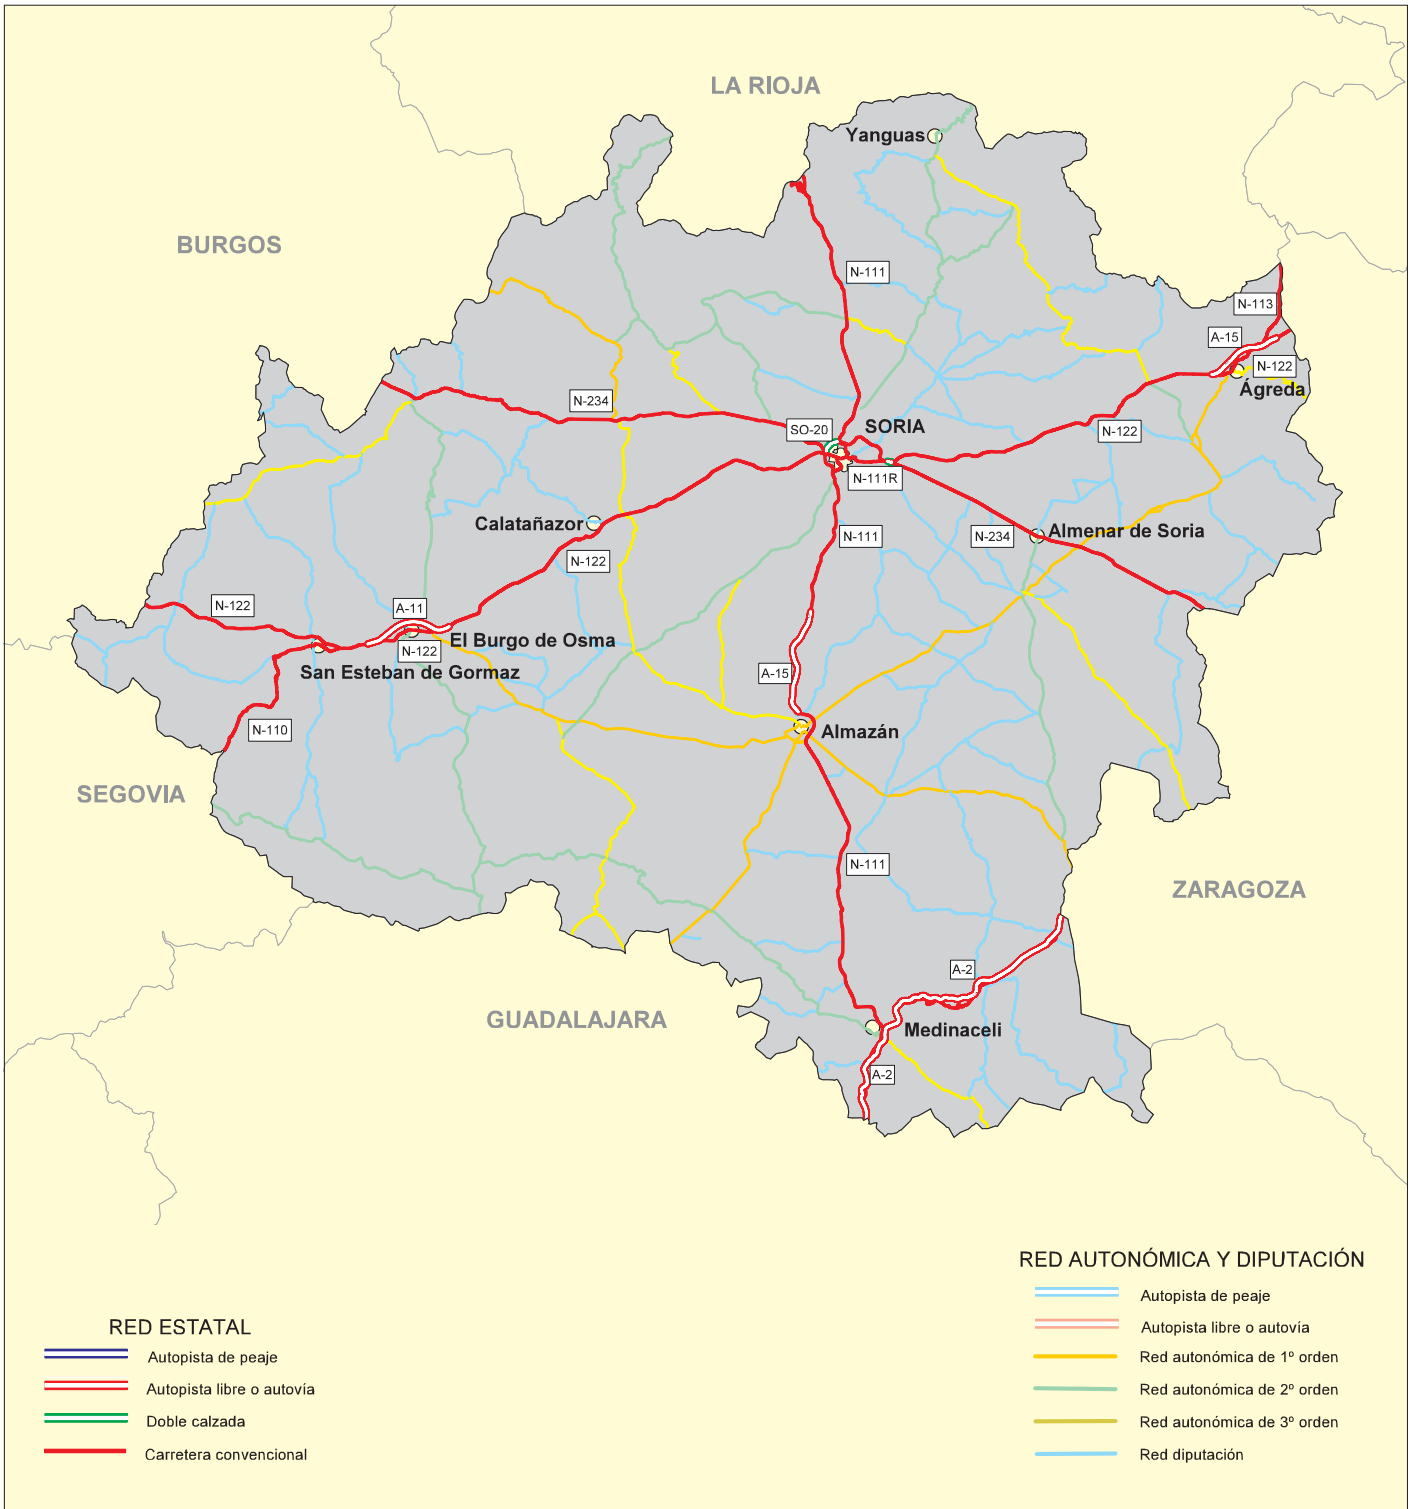 LA RIOJA
Yanguas
BURGOS
N-111
N-113
A-15
N-122
Ágreda
N-234
SO-20
SORIA
N-122
N-111R
Calatañazor
N-111
N-234
Almenar de Soria
N-122
N-122
A-11
El Burgo de Osma
N-122
San Esteban de Gormaz
A-15
N-110
Almazán
SEGOVIA
N-111
ZARAGOZA
A-2
GUADALAJARA
Medinaceli
A-2
RED ESTATAL
Autopista de peaje
Autopista libre o autovía
Doble calzada
Carretera convencional
RED AUTONÓMICA Y DIPUTACIÓN
Autopista de peaje
Autopista libre o autovía
Red autonómica de 1º orden
Red autonómica de 2º orden
Red autonómica de 3º orden
Red diputación